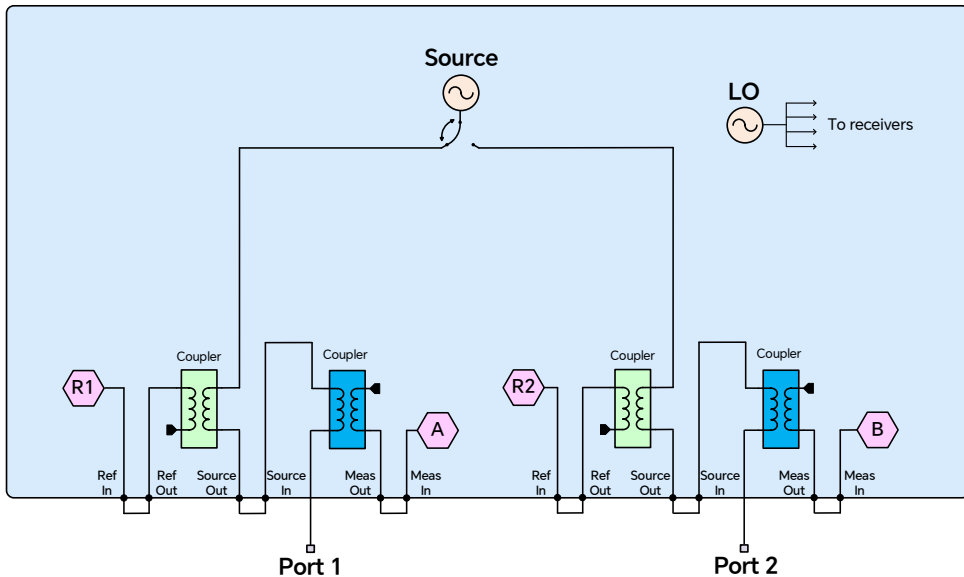 Source
LO
To receivers
Coupler
Coupler
Coupler
Coupler
R1
A
R2
B
Ref
In
Ref
Out
Source
Out
Source
In
Meas
Out
Meas
In
Ref
In
Ref
Out
Source
Out
Source
In
Meas
Out
Meas
In
Port 1
Port 2